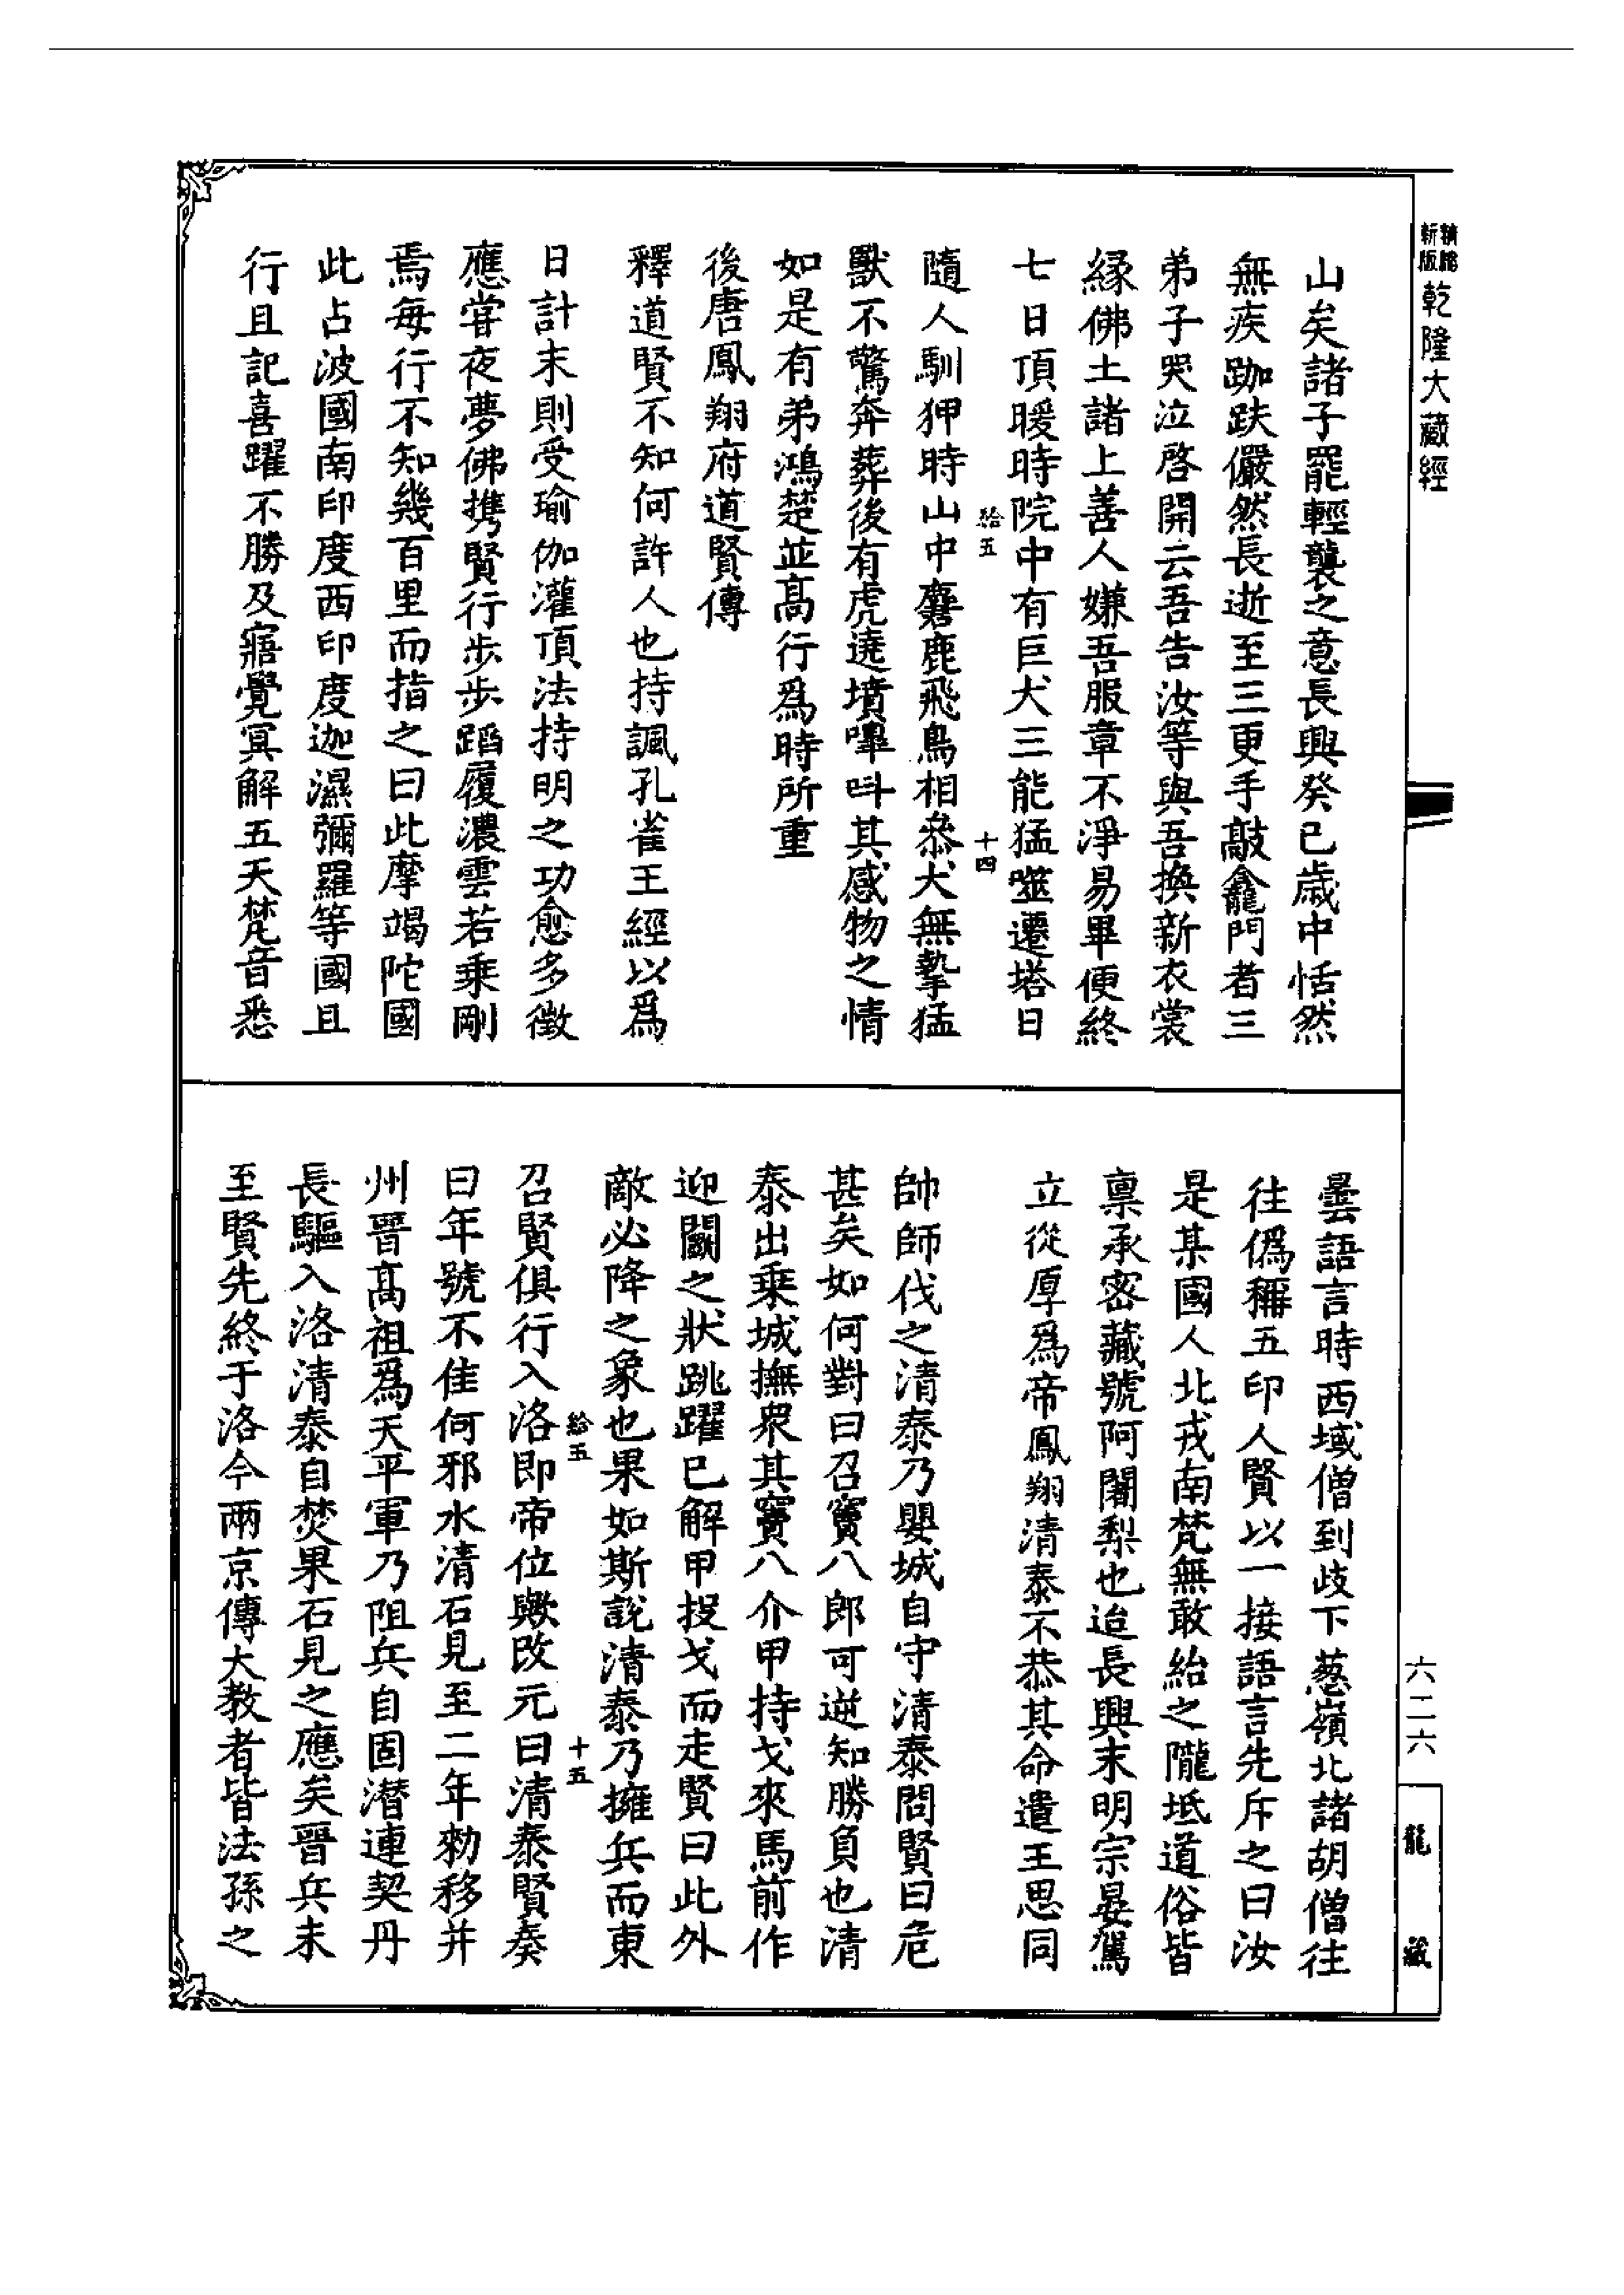 精縮新版乾隆大藏經
山矣諸子罷輕襲之意長興癸巳歲中恬然
無疾跏趺儼然長逝至三更手敲龕門者三
弟子哭泣啓開云吾告汝等與吾換新衣裳
緣佛土諸上善人嫌吾服章不淨易畢便終
七日頂暖時院中有巨犬三能猛噬遷塔日
給五 十四
隨人馴狎時山中麏鹿飛鳥相叅犬無摯猛
獸不驚奔葬後有虎遶墳嗥呌其感物之情
如是有弟鴻楚並高行爲時所重
後唐鳳翔府道賢傳
釋道賢不知何許人也持諷孔雀王經以爲
日計末則受瑜伽灌頂法持明之功愈多徵
應甞夜夢佛携賢行步步蹈履濃雲若乘剛
焉每行不知幾百里而指之曰此摩竭陀國
此占波國南印度西印度迦濕彌羅等國且
行且記喜躍不勝及寤覺冥解五天梵音悉
曇語言時西域僧到歧下葱嶺北諸胡僧往
往僞稱五印人賢以一接語言先斥之曰汝
是某國人北戎南梵無敢紿之隴坻道俗皆
稟承密藏號阿闍梨也迨長興末明宗晏駕
立從厚爲帝鳳翔清泰不恭其命遣王思同
帥師伐之清泰乃嬰城自守清泰問賢曰危
甚矣如何對曰召竇八郎可逆知勝負也清
泰出乘城撫衆其竇八介甲持戈來馬前作
迎鬭之狀跳躍已解甲投戈而走賢曰此外
敵必降之象也果如斯說清泰乃擁兵而東
給五 十五
召賢俱行入洛即帝位歟改元曰清泰賢奏
曰年號不佳何邪水清石見至二年勑移并
州晉高祖爲天平軍乃阻兵自固潛連契丹
長驅入洛清泰自焚果石見之應矣晉兵未
至賢先終于洛今兩京傳大教者皆法孫之
六二六
龍藏